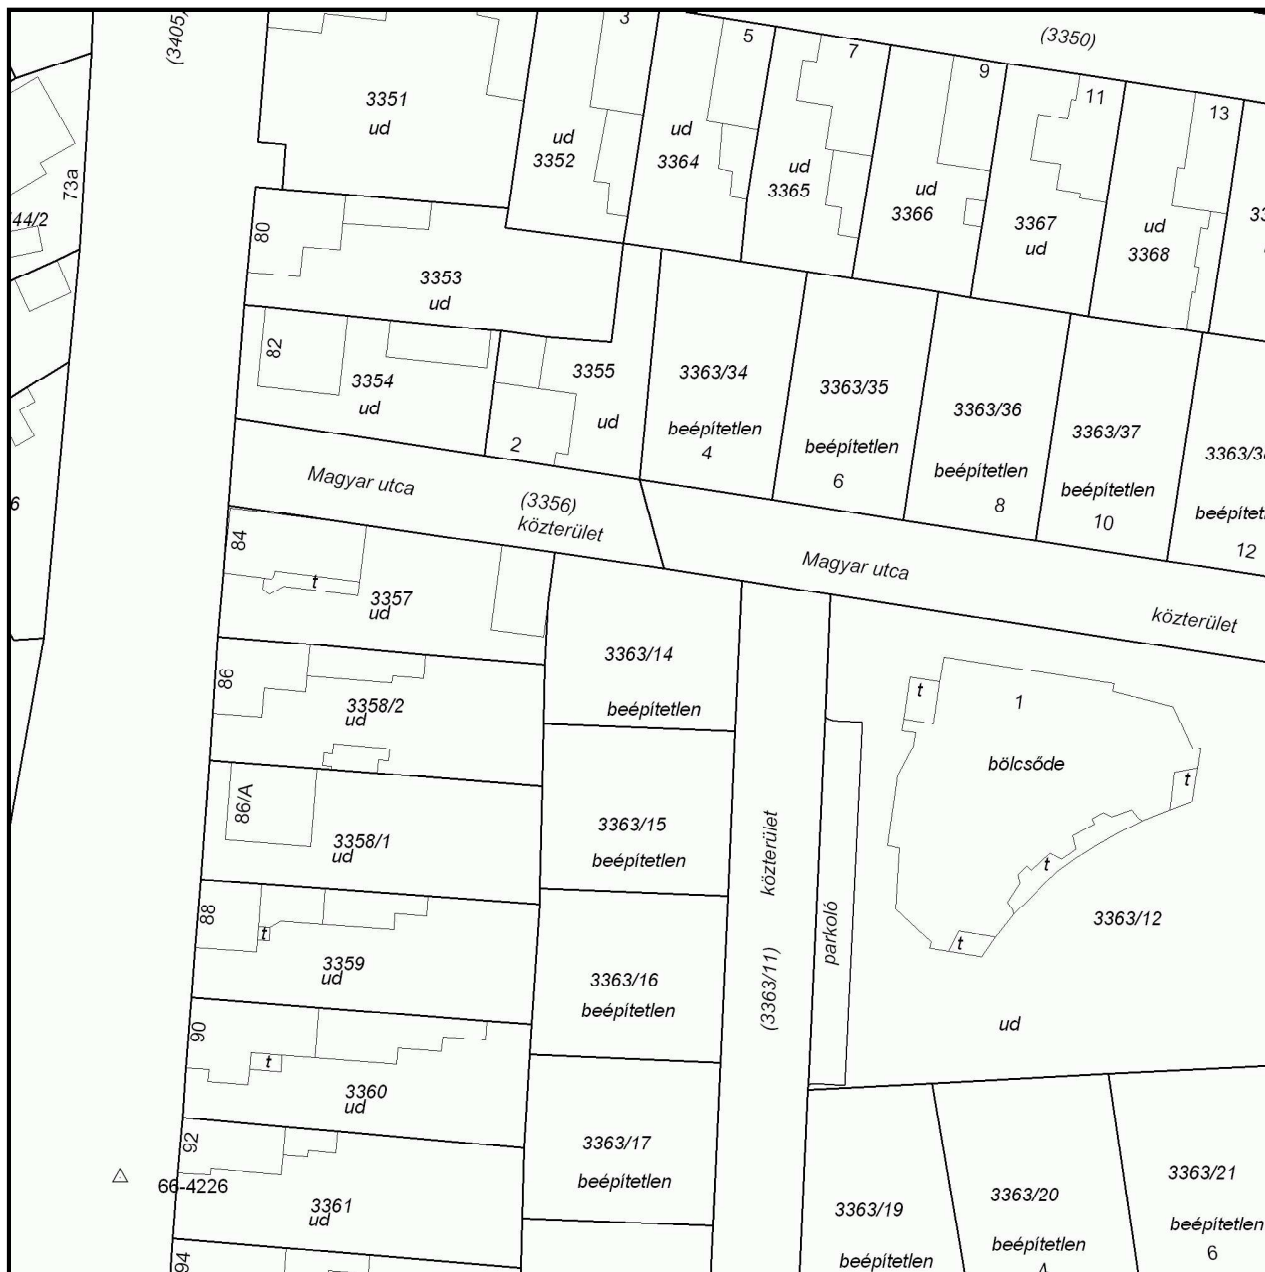 (3405)
3
5
7
(3350)
9
11
13
3351
ud
ud
3352
ud
3364
ud
3365
ud
3366
3367
ud
ud
3368
73a
44/2
80
3353
ud
82
3354
ud
3355
ud
2
3363/34
beépítetlen
4
3363/35
beépítetlen
6
3363/36
beépítetlen
8
3363/37
beépítetlen
10
12
6
Magyar utca
(3356)
közterület
Magyar utca
közterület
84
t
3357
ud
86
3358/2
ud
86/A
3358/1
ud
88
t
3359
ud
90
t
3360
ud
92
66-4226
3361
ud
94
3363/14
beépítetlen
3363/15
beépítetlen
3363/16
beépítetlen
3363/17
beépítetlen
közterület
(3363/11)
parkoló
t
1
bölcsőde
t
t
t
3363/12
ud
3363/19
beépítetlen
3363/20
beépítetlen
3363/21
beépítetlen
6